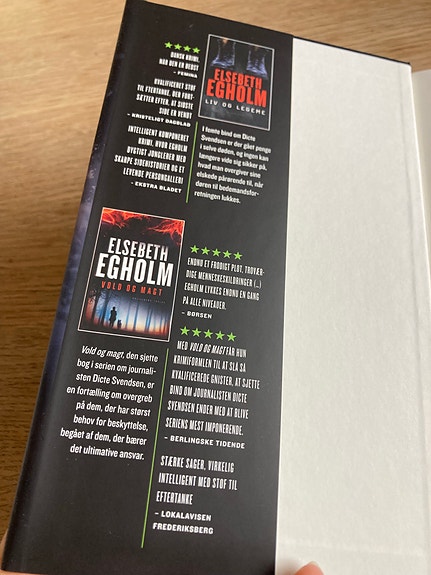 ★★★★
DANSK KRIMI,
NÅR DEN ER BEDST
- FEMINA
KVALIFICERET STOF
TIL EFTERTANKE, DER FORT-
SÆTTER EFTER, AT SIDSTE
SIDE ER VENDT
- KRISTELIGT DAGBLAD
INTELLIGENT KOMPONERET
KRIMI, HVOR EGHOLM
DYGTIGT JONGLERER MED
SKARPE SIDEHISTORIER OG ET
LEVENDE PERSONGALLERI
- EKSTRA BLADET
ELSEBETH
EGHOLM
LIV OG LEGEME
I femte bind om Dicte
Svendsen er der gået penge
i selve døden, og ingen kan
længere vide sig sikker på,
hvad man overgiver sine
elskede pårørende til, når
døren til bedemandsfor-
retningen lukkes.
ELSEBETH
EGHOLM
VOLD OG MAGT
Vold og magt, den sjette
bog i serien om journali-
sten Dicte Svendsen, er
en fortælling om overgreb
på dem, der har størst
behov for beskyttelse,
begået af dem, der bærer
det ultimative ansvar.
★★★★★
ENDNU ET FRODIGT PLOT, TROVÆR-
DIGE MENNESKESKILDRINGER (...)
EGHOLM LYKKES ENDNU EN GANG
PÅ ALLE NIVEAUER.
- BØRSEN
★★★★★
MED VOLD OG MAGT FÅR HUN
KRIMIFORMLEN TIL AT SLÅ SÅ
KVALIFICEREDE GNISTER, AT SJETTE
BIND OM JOURNALISTEN DICTE
SVENDSEN ENDER MED AT BLIVE
SERIENS MEST IMPONERENDE.
- BERLINGSKE TIDENDE
STÆRKE SAGER, VIRKELIG
INTELLIGENT MED STOF TIL
EFTERTANKE
- LOKALAVISEN
FREDERIKSBERG